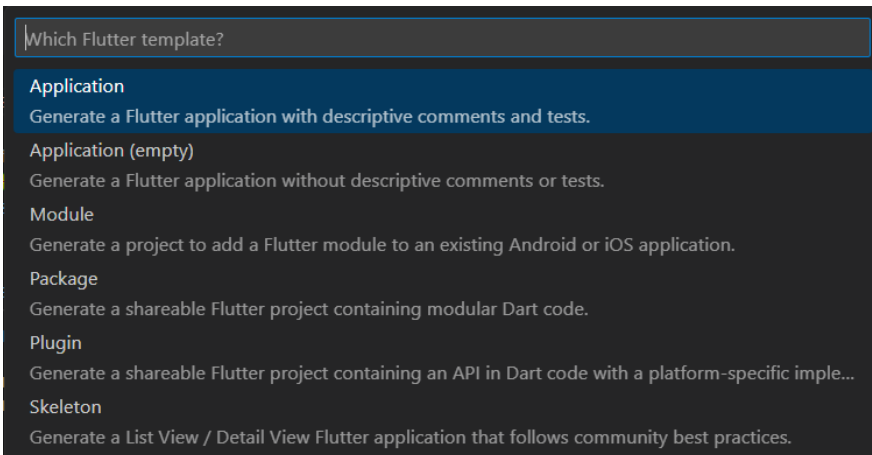 Which Flutter template?
Application
Generate a Flutter application with descriptive comments and tests.
Application (empty)
Generate a Flutter application without descriptive comments or tests.
Module
Generate a project to add a Flutter module to an existing Android or iOS application.
Package
Generate a shareable Flutter project containing modular Dart code.
Plugin
Generate a shareable Flutter project containing an API in Dart code with a platform-specific imple...
Skeleton
Generate a List View / Detail View Flutter application that follows community best practices.